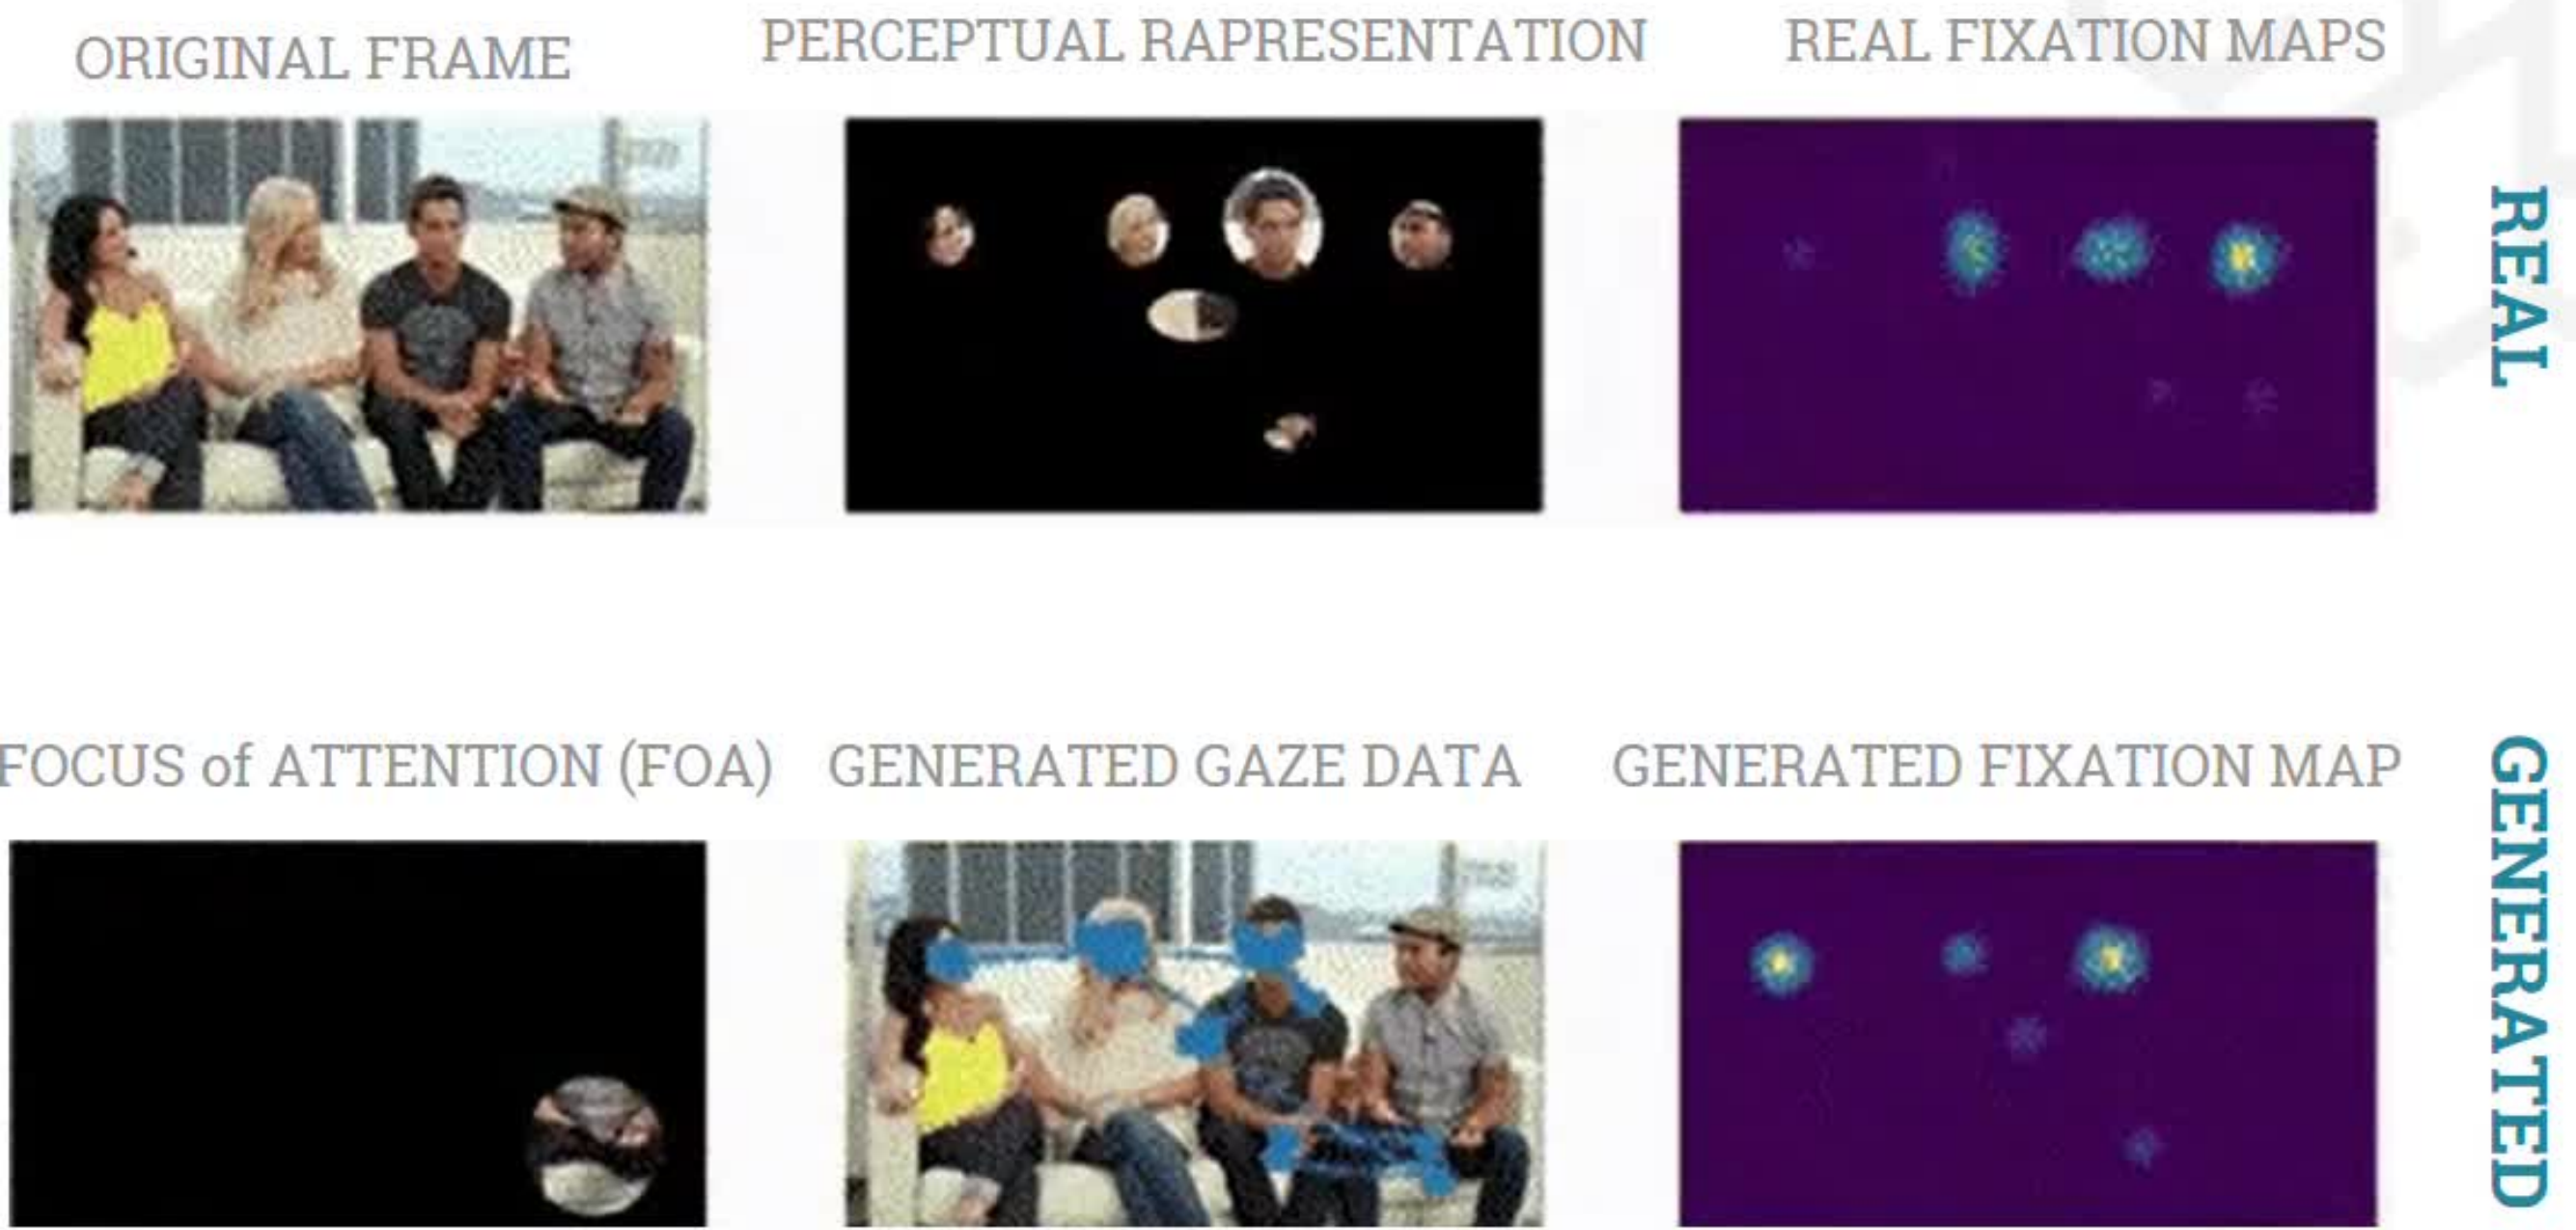 ORIGINAL FRAME
PERCEPTUAL RAPRESENTATION
REAL FIXATION MAPS
REAL
FOCUS of ATTENTION (FOA)
GENERATED GAZE DATA
GENERATED FIXATION MAP
GENERATED